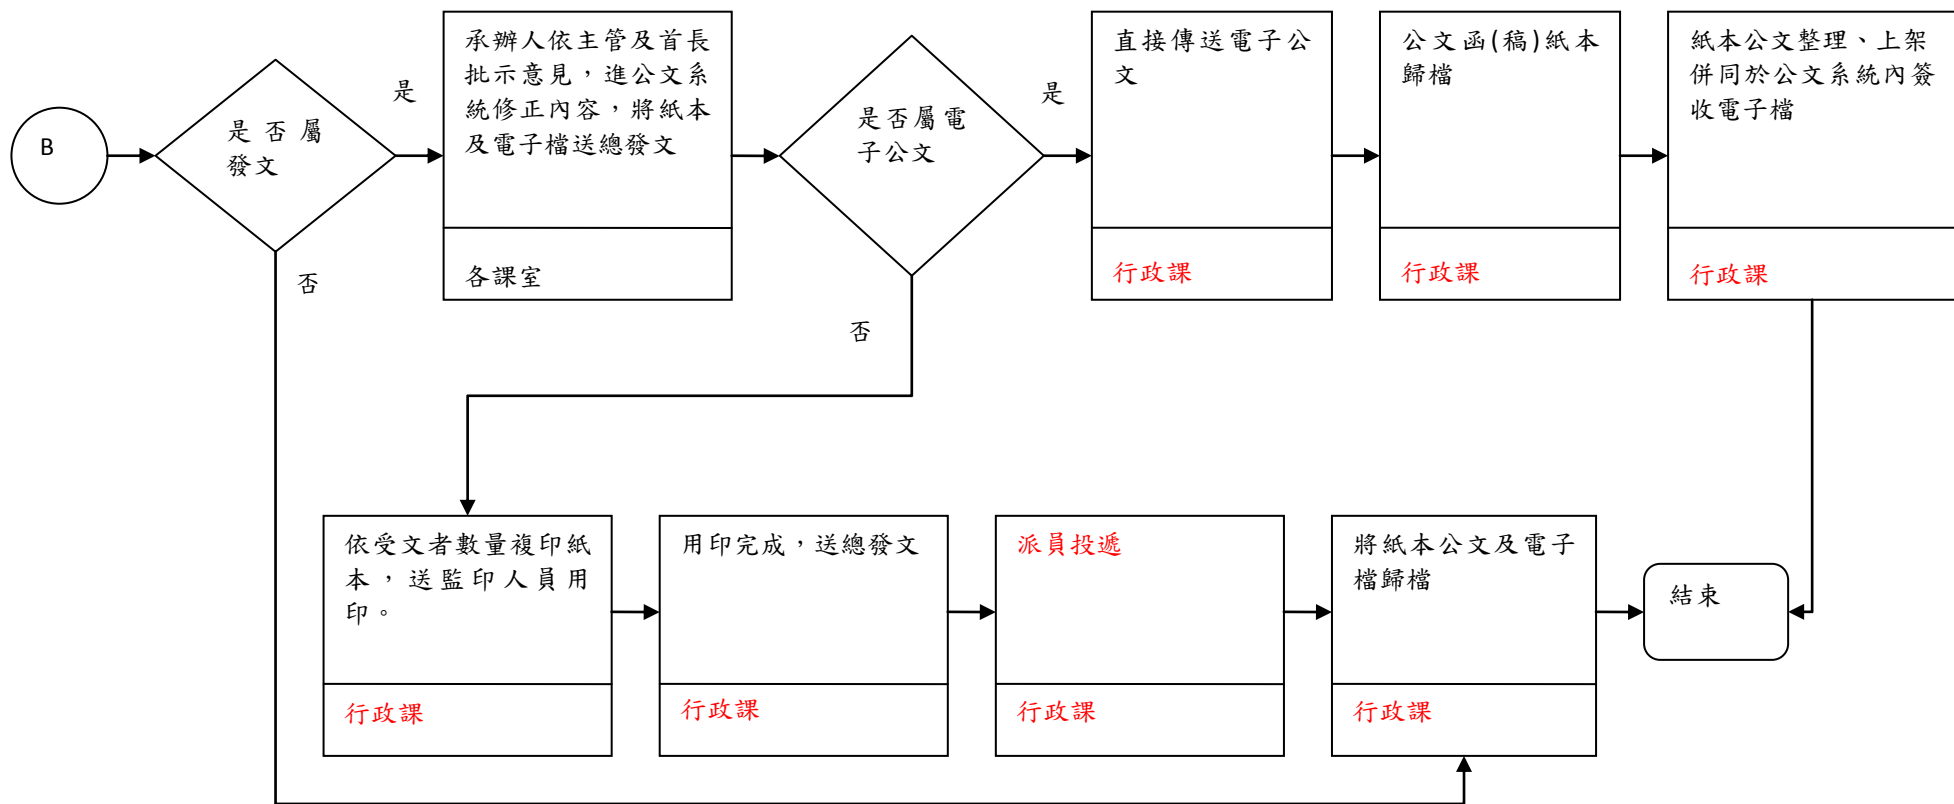 B
是否屬
發文
是
否
承辦人依主管及首長
批示意見，進公文系
統修正內容，將紙本
及電子檔送總發文
各課室
是否屬電
子公文
是
否
直接傳送電子公
文
行政課
公文函(稿)紙本
歸檔
行政課
紙本公文整理、上架
併同於公文系統內簽
收電子檔
行政課
依受文者數量複印紙
本，送監印人員用
印。
行政課
用印完成，送總發文
行政課
派員投遞
行政課
將紙本公文及電子
檔歸檔
行政課
結束